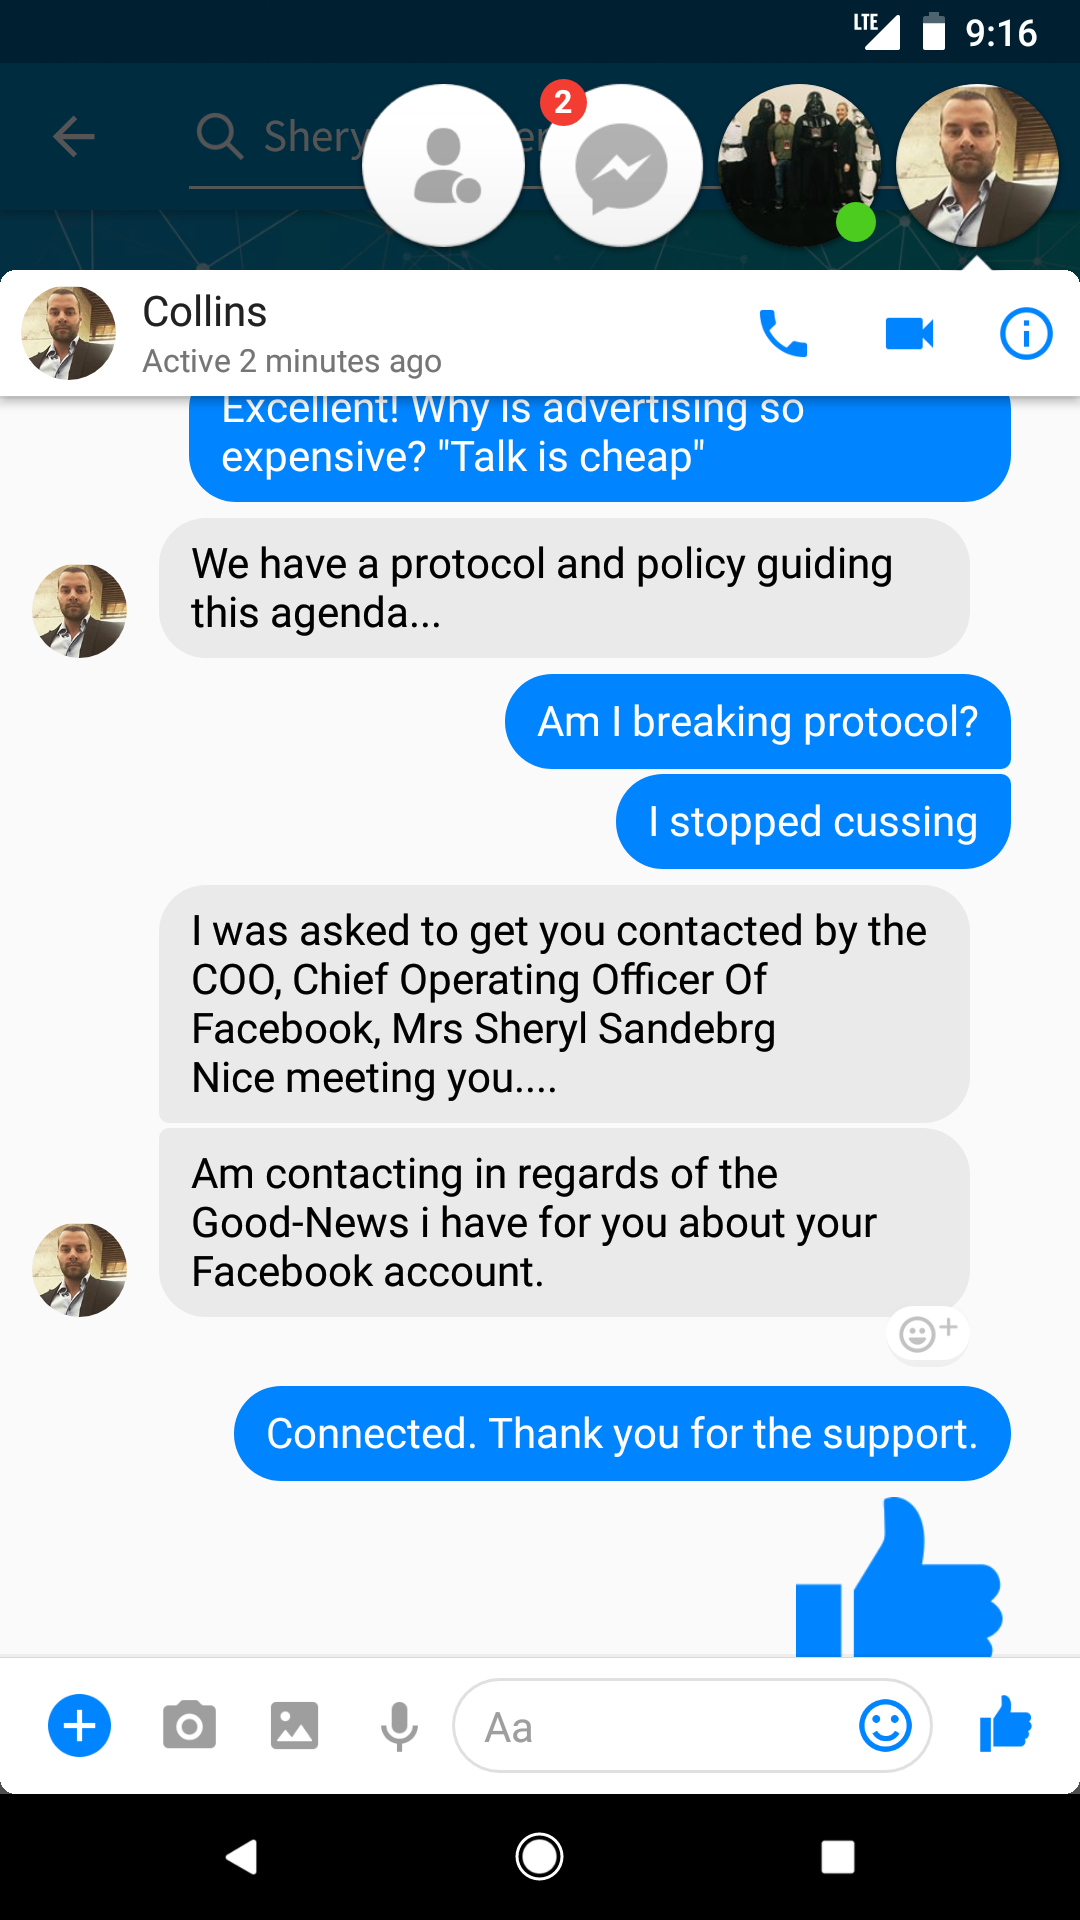 LTE 9:16
Shery
2
Collins
Active 2 minutes ago
Excellent! Why is advertising so
expensive? "Talk is cheap"
We have a protocol and policy guiding
this agenda...
Am I breaking protocol?
I stopped cussing
I was asked to get you contacted by the
COO, Chief Operating Officer Of
Facebook, Mrs Sheryl Sandebrg
Nice meeting you....
Am contacting in regards of the
Good-News i have for you about your
Facebook account.
Connected. Thank you for the support.
Aa